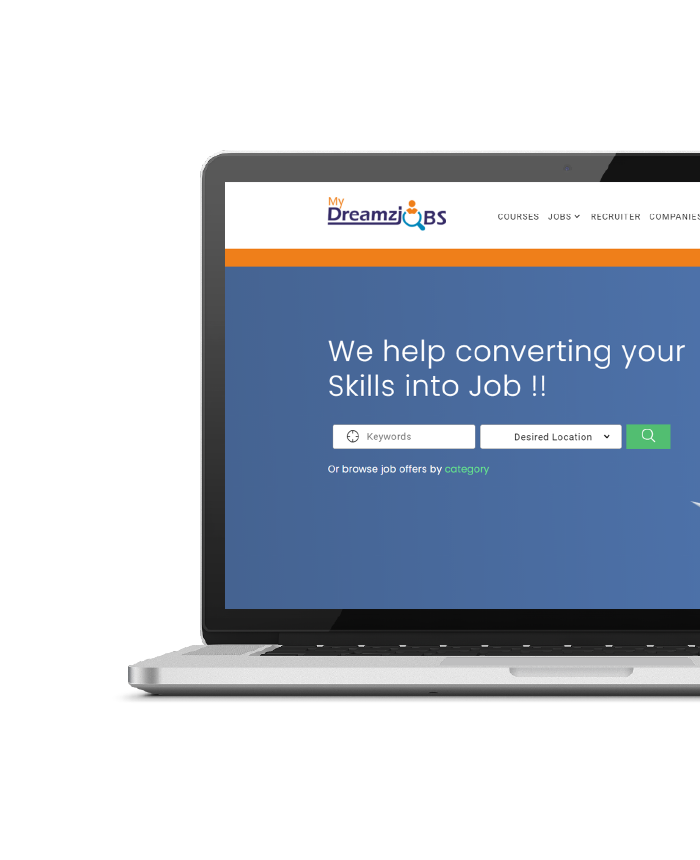 My
DreamzjOBS
COURSES JOBS RECRUITER COMPANIES
We help converting your
Skills into Job !!
Keywords
Desired Location
Or browse job offers by category